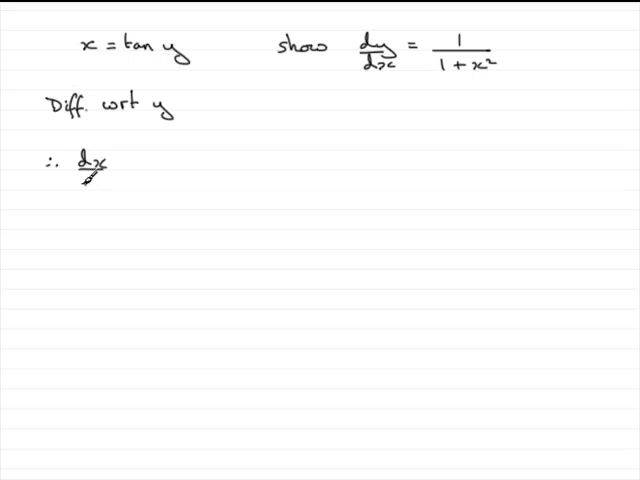 x = tan y show dy/dx = 1/(1 + x²)
Diff. wrt y
∴ dx